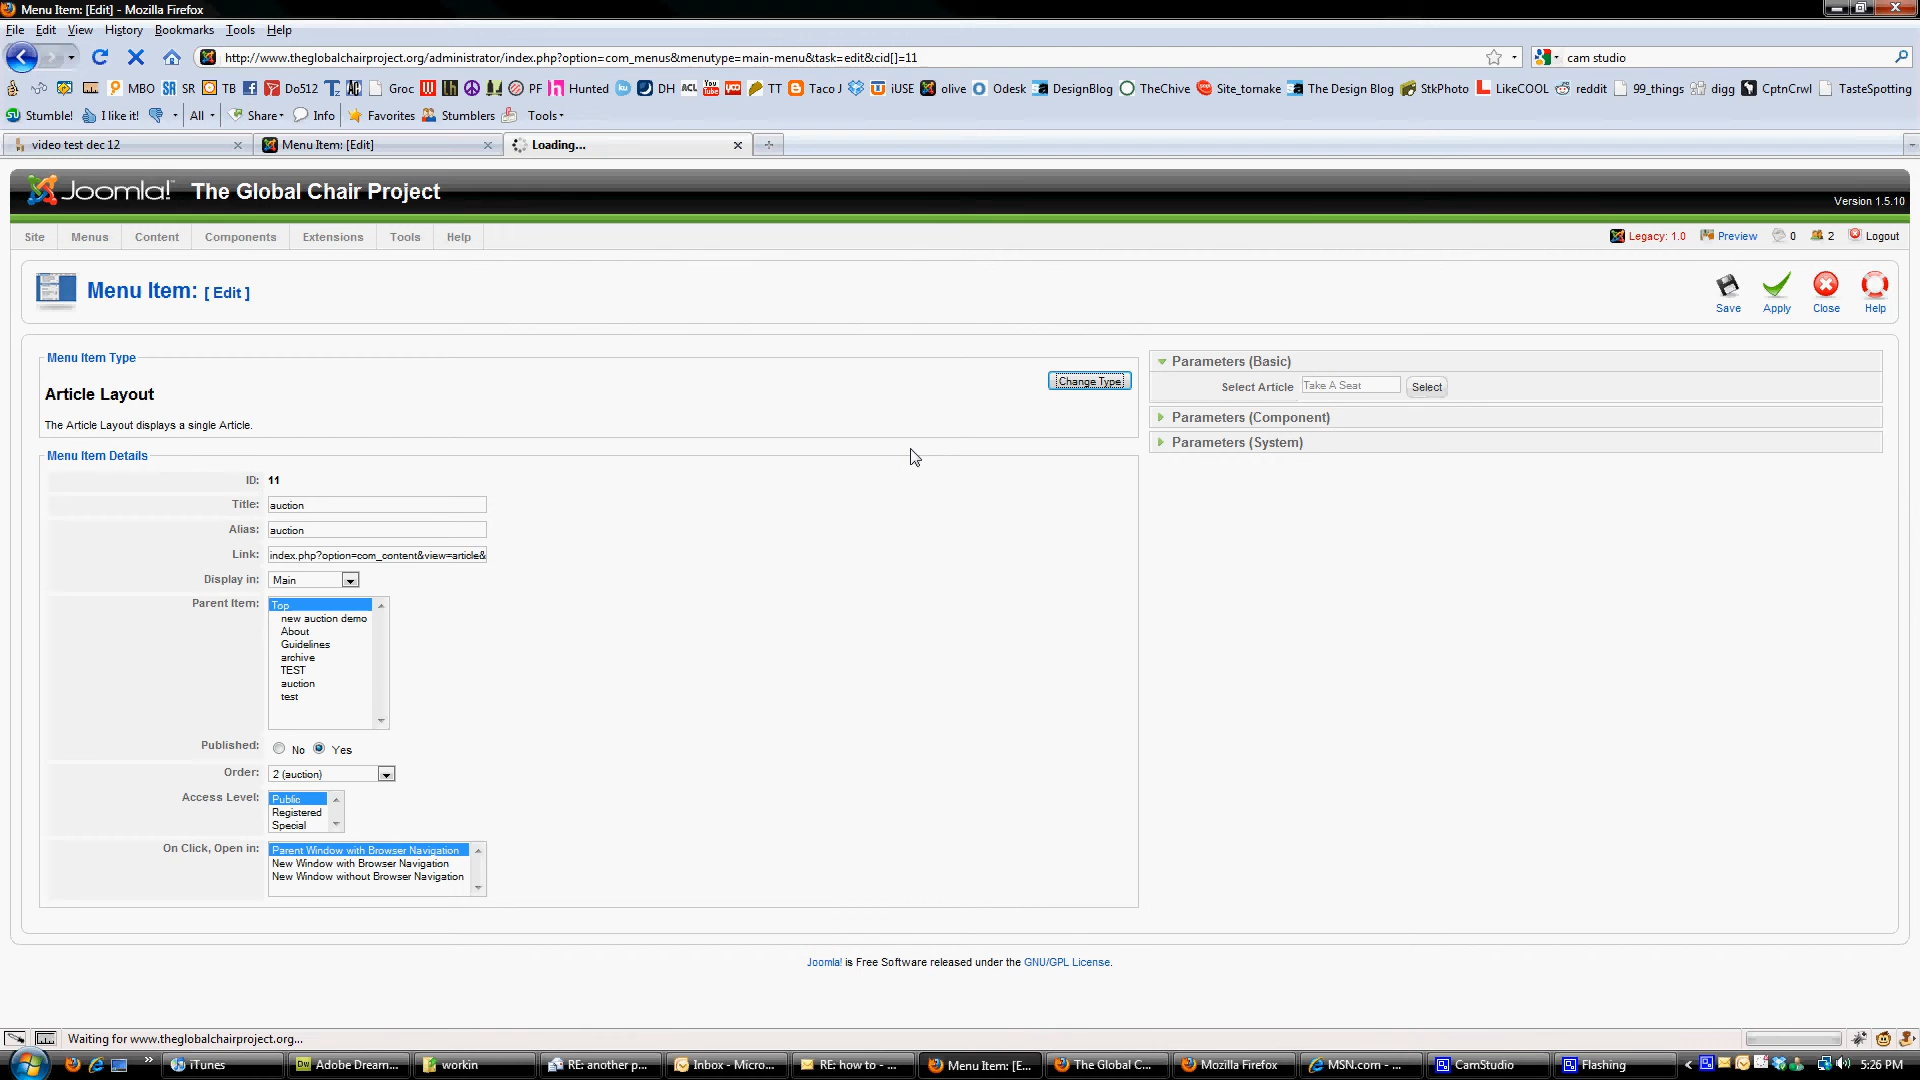 Menu Item: [Edit] - Mozilla Firefox
File Edit View History Bookmarks Tools Help
http://www.theglobalchairproject.org/administrator/index.php?option=com_menus&menutype=main-menu&task=edit&cid[]=11
cam studio
MBO SR SR TB Do512 Groc PF Hunted DH ACL TT Taco J iUSE olive Odesk DesignBlog TheChive Site_tomake The Design Blog StkPhoto LikeCOOL reddit 99_things digg CptnCrwl TasteSpotting
Stumble! I like it! All Share Info Favorites Stumblers Tools
video test dec 12
Menu Item: [Edit]
Loading...
Joomla! The Global Chair Project
Version 1.5.10
Site Menus Content Components Extensions Tools Help
Legacy: 1.0 Preview 0 2 Logout
Menu Item: [ Edit ]
Save Apply Close Help
Menu Item Type
Article Layout
Change Type
The Article Layout displays a single Article.
Parameters (Basic)
Select Article Take A Seat Select
Parameters (Component)
Parameters (System)
Menu Item Details
ID: 11
Title: auction
Alias: auction
Link: index.php?option=com_content&view=article&
Display in: Main
Parent Item: Top
new auction demo
About
Guidelines
archive
TEST
auction
test
Published: No Yes
Order: 2 (auction)
Access Level: Public
Registered
Special
On Click, Open in: Parent Window with Browser Navigation
New Window with Browser Navigation
New Window without Browser Navigation
Joomla! is Free Software released under the GNU/GPL License.
Waiting for www.theglobalchairproject.org...
iTunes Adobe Dream... workin RE: another p... Inbox - Micro... RE: how to - ... Menu Item: [E... The Global C... Mozilla Firefox MSN.com - ... CamStudio Flashing 5:26 PM